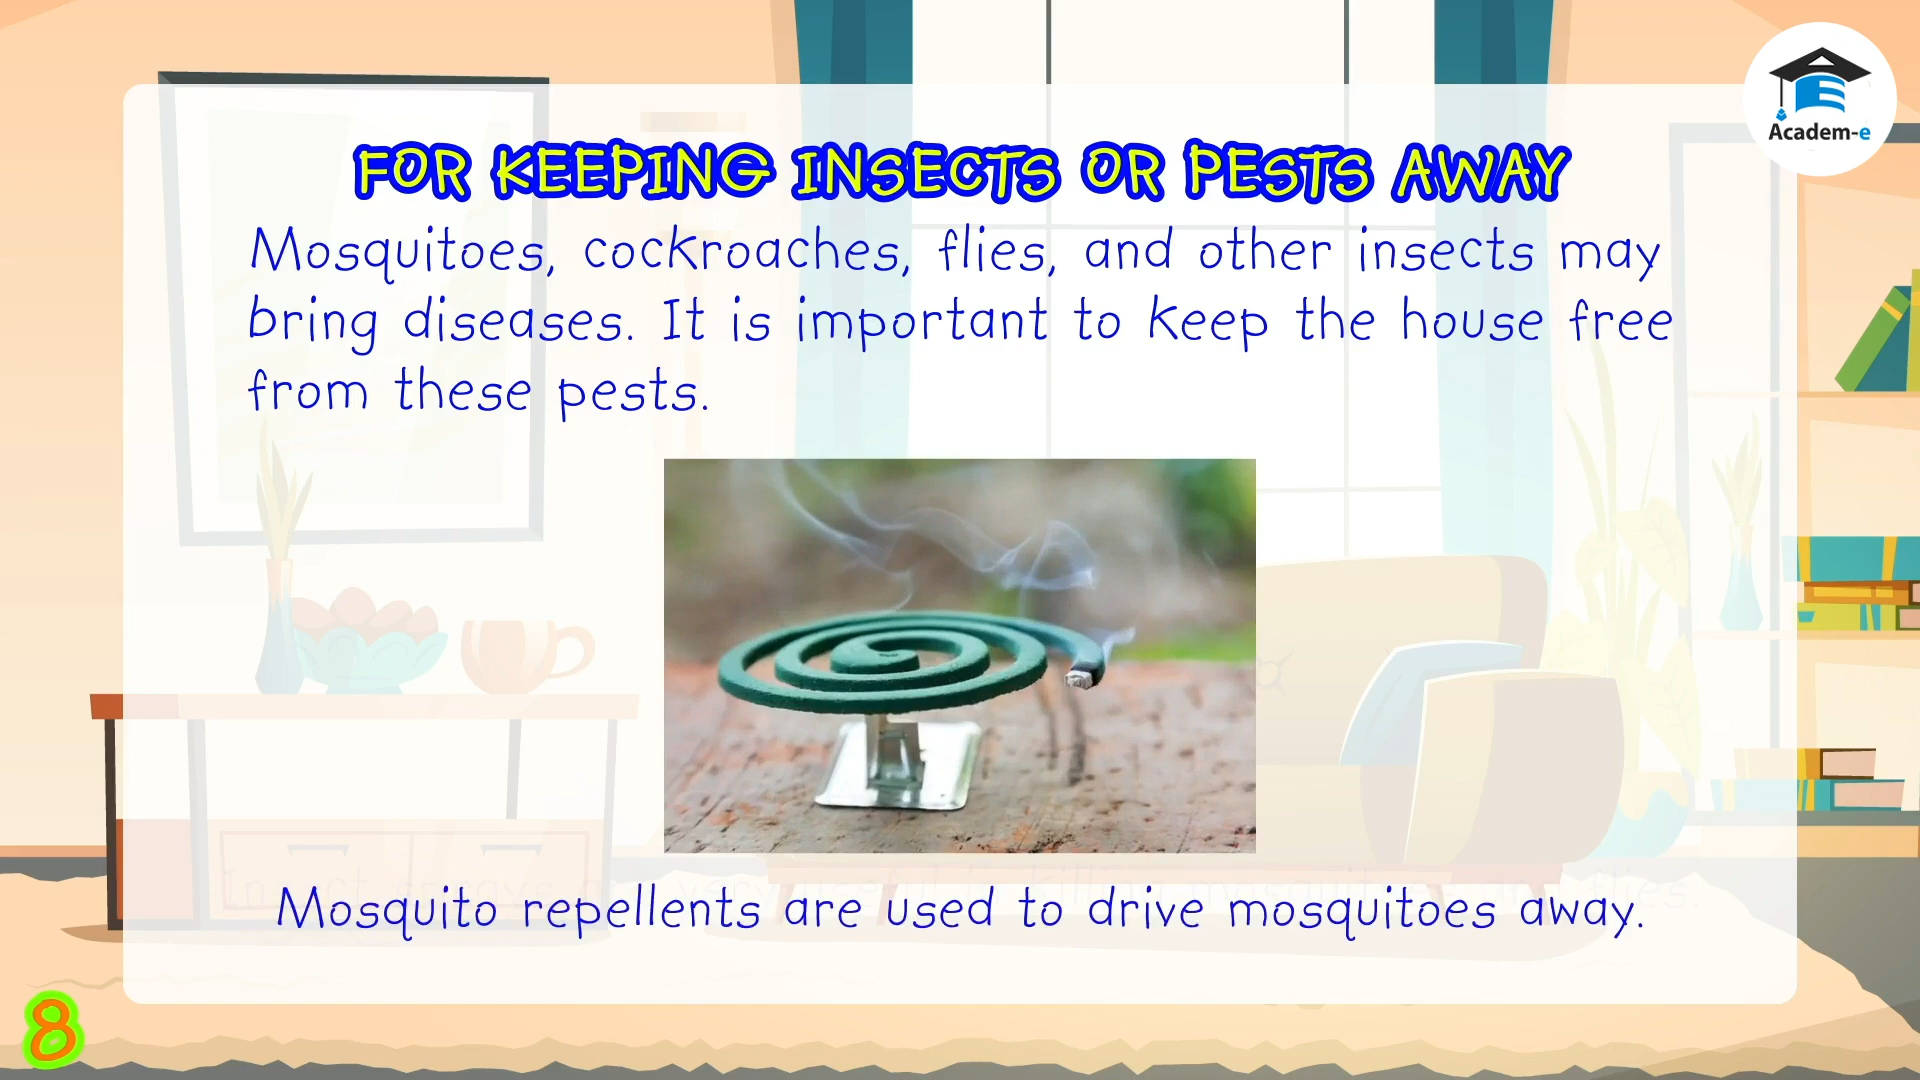 Academ-e
FOR KEEPING INSECTS OR PESTS AWAY
Mosquitoes, cockroaches, flies, and other insects may
bring diseases. It is important to keep the house free
from these pests.
Mosquito repellents are used to drive mosquitoes away.
8